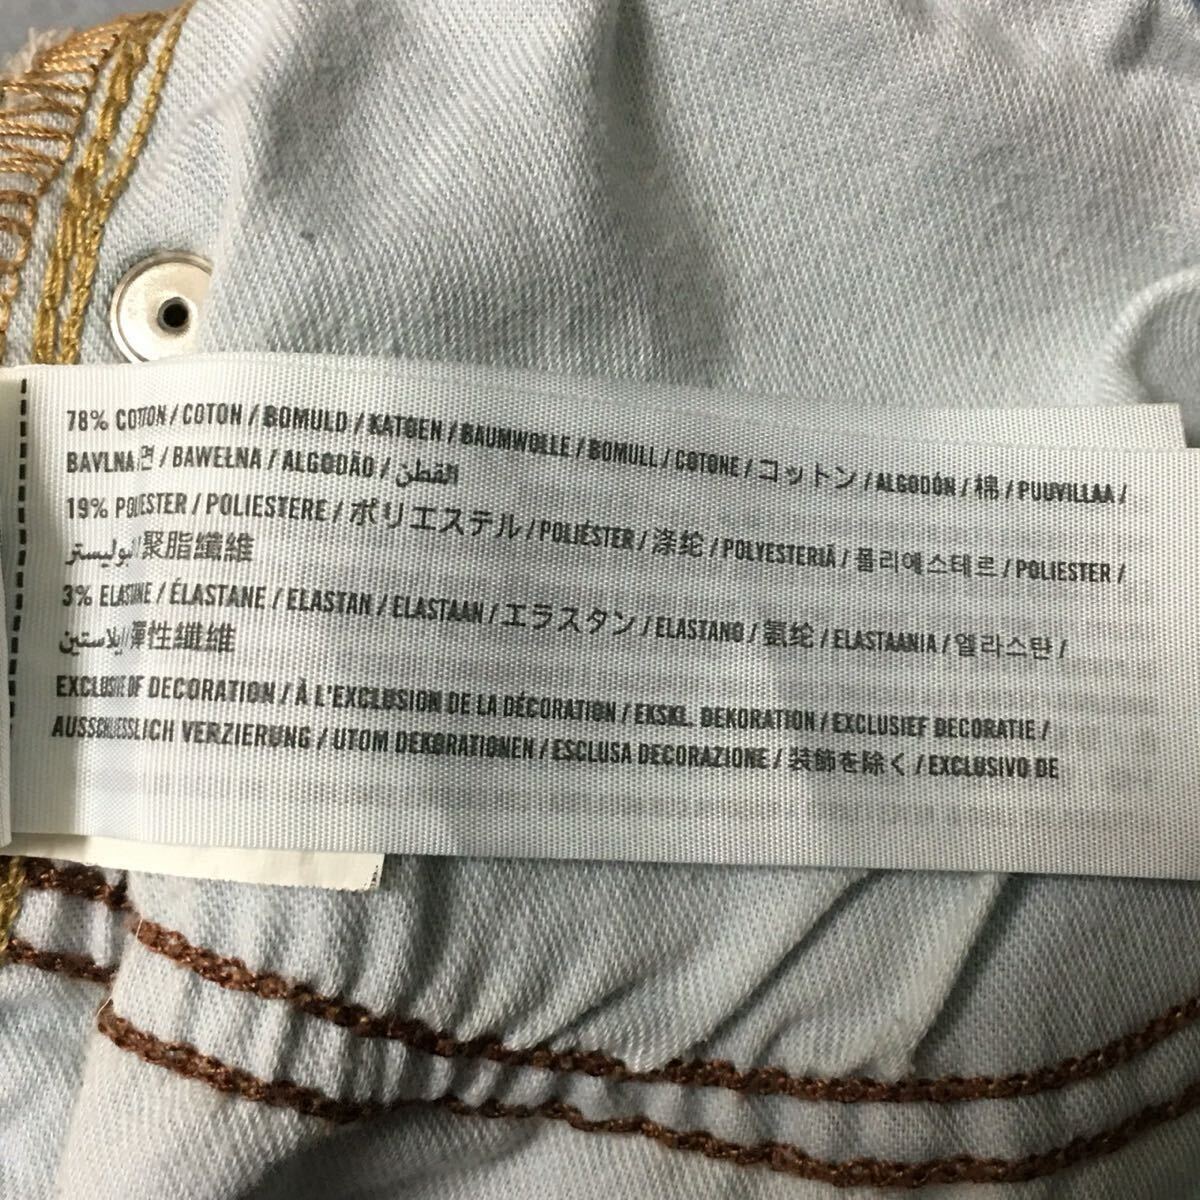 78% COTTON / COTON / BOMULD / KATOEN / BAUMWOLLE / BOMULL / COTONE / コットン / ALGODÓN / 棉 / PUUVILLAA /
BAVLNA / 면 / BAWEŁNA / ALGODÃO / القطن
19% POLIESTER / POLIESTERE / ポリエステル / POLIÉSTER / 涤纶 / POLYESTERIÄ / 폴리에스테르 / POLIESTER /
بوليستر / 聚脂纖維
3% ELASTANE / ÉLASTANE / ELASTAN / ELASTAAN / エラスタン / ELASTANO / 氨纶 / ELASTAANIA / 엘라스탄 /
إيلاستين / 彈性纖維
EXCLUSIVE OF DECORATION / À L'EXCLUSION DE LA DÉCORATION / EKSKL. DEKORATION / EXCLUSIEF DECORATIE /
AUSSCHLIESSLICH VERZIERUNG / UTOM DEKORATIONEN / ESCLUSA DECORAZIONE / 装飾を除く / EXCLUSIVO DE